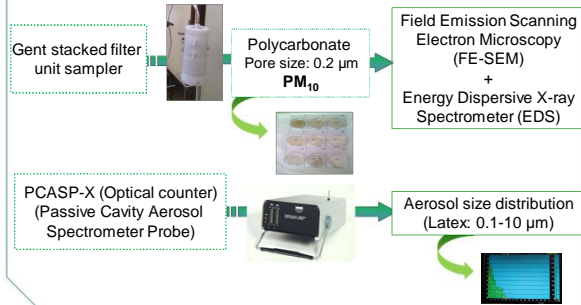 Gent stacked filter
unit sampler
Polycarbonate
Pore size: 0.2 µm
PM10
Field Emission Scanning
Electron Microscopy
(FE-SEM)
+
Energy Dispersive X-ray
Spectrometer (EDS)
PCASP-X (Optical counter)
(Passive Cavity Aerosol
Spectrometer Probe)
Aerosol size distribution
(Latex: 0.1-10 µm)